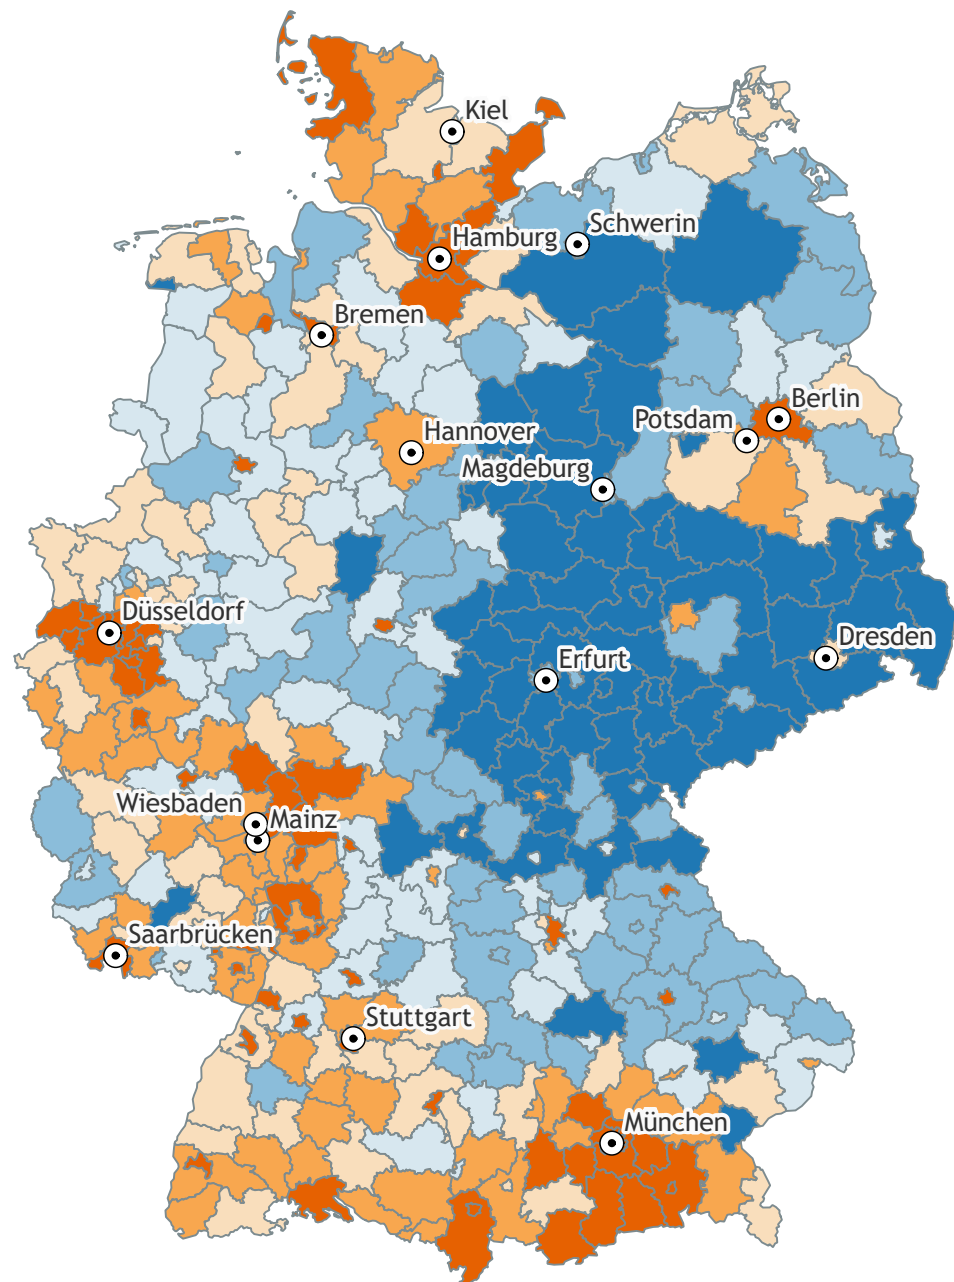 Kiel
Schwerin
Hamburg
Bremen
Berlin
Potsdam
Hannover
Magdeburg
Düsseldorf
Dresden
Erfurt
Wiesbaden
Mainz
Saarbrücken
Stuttgart
München